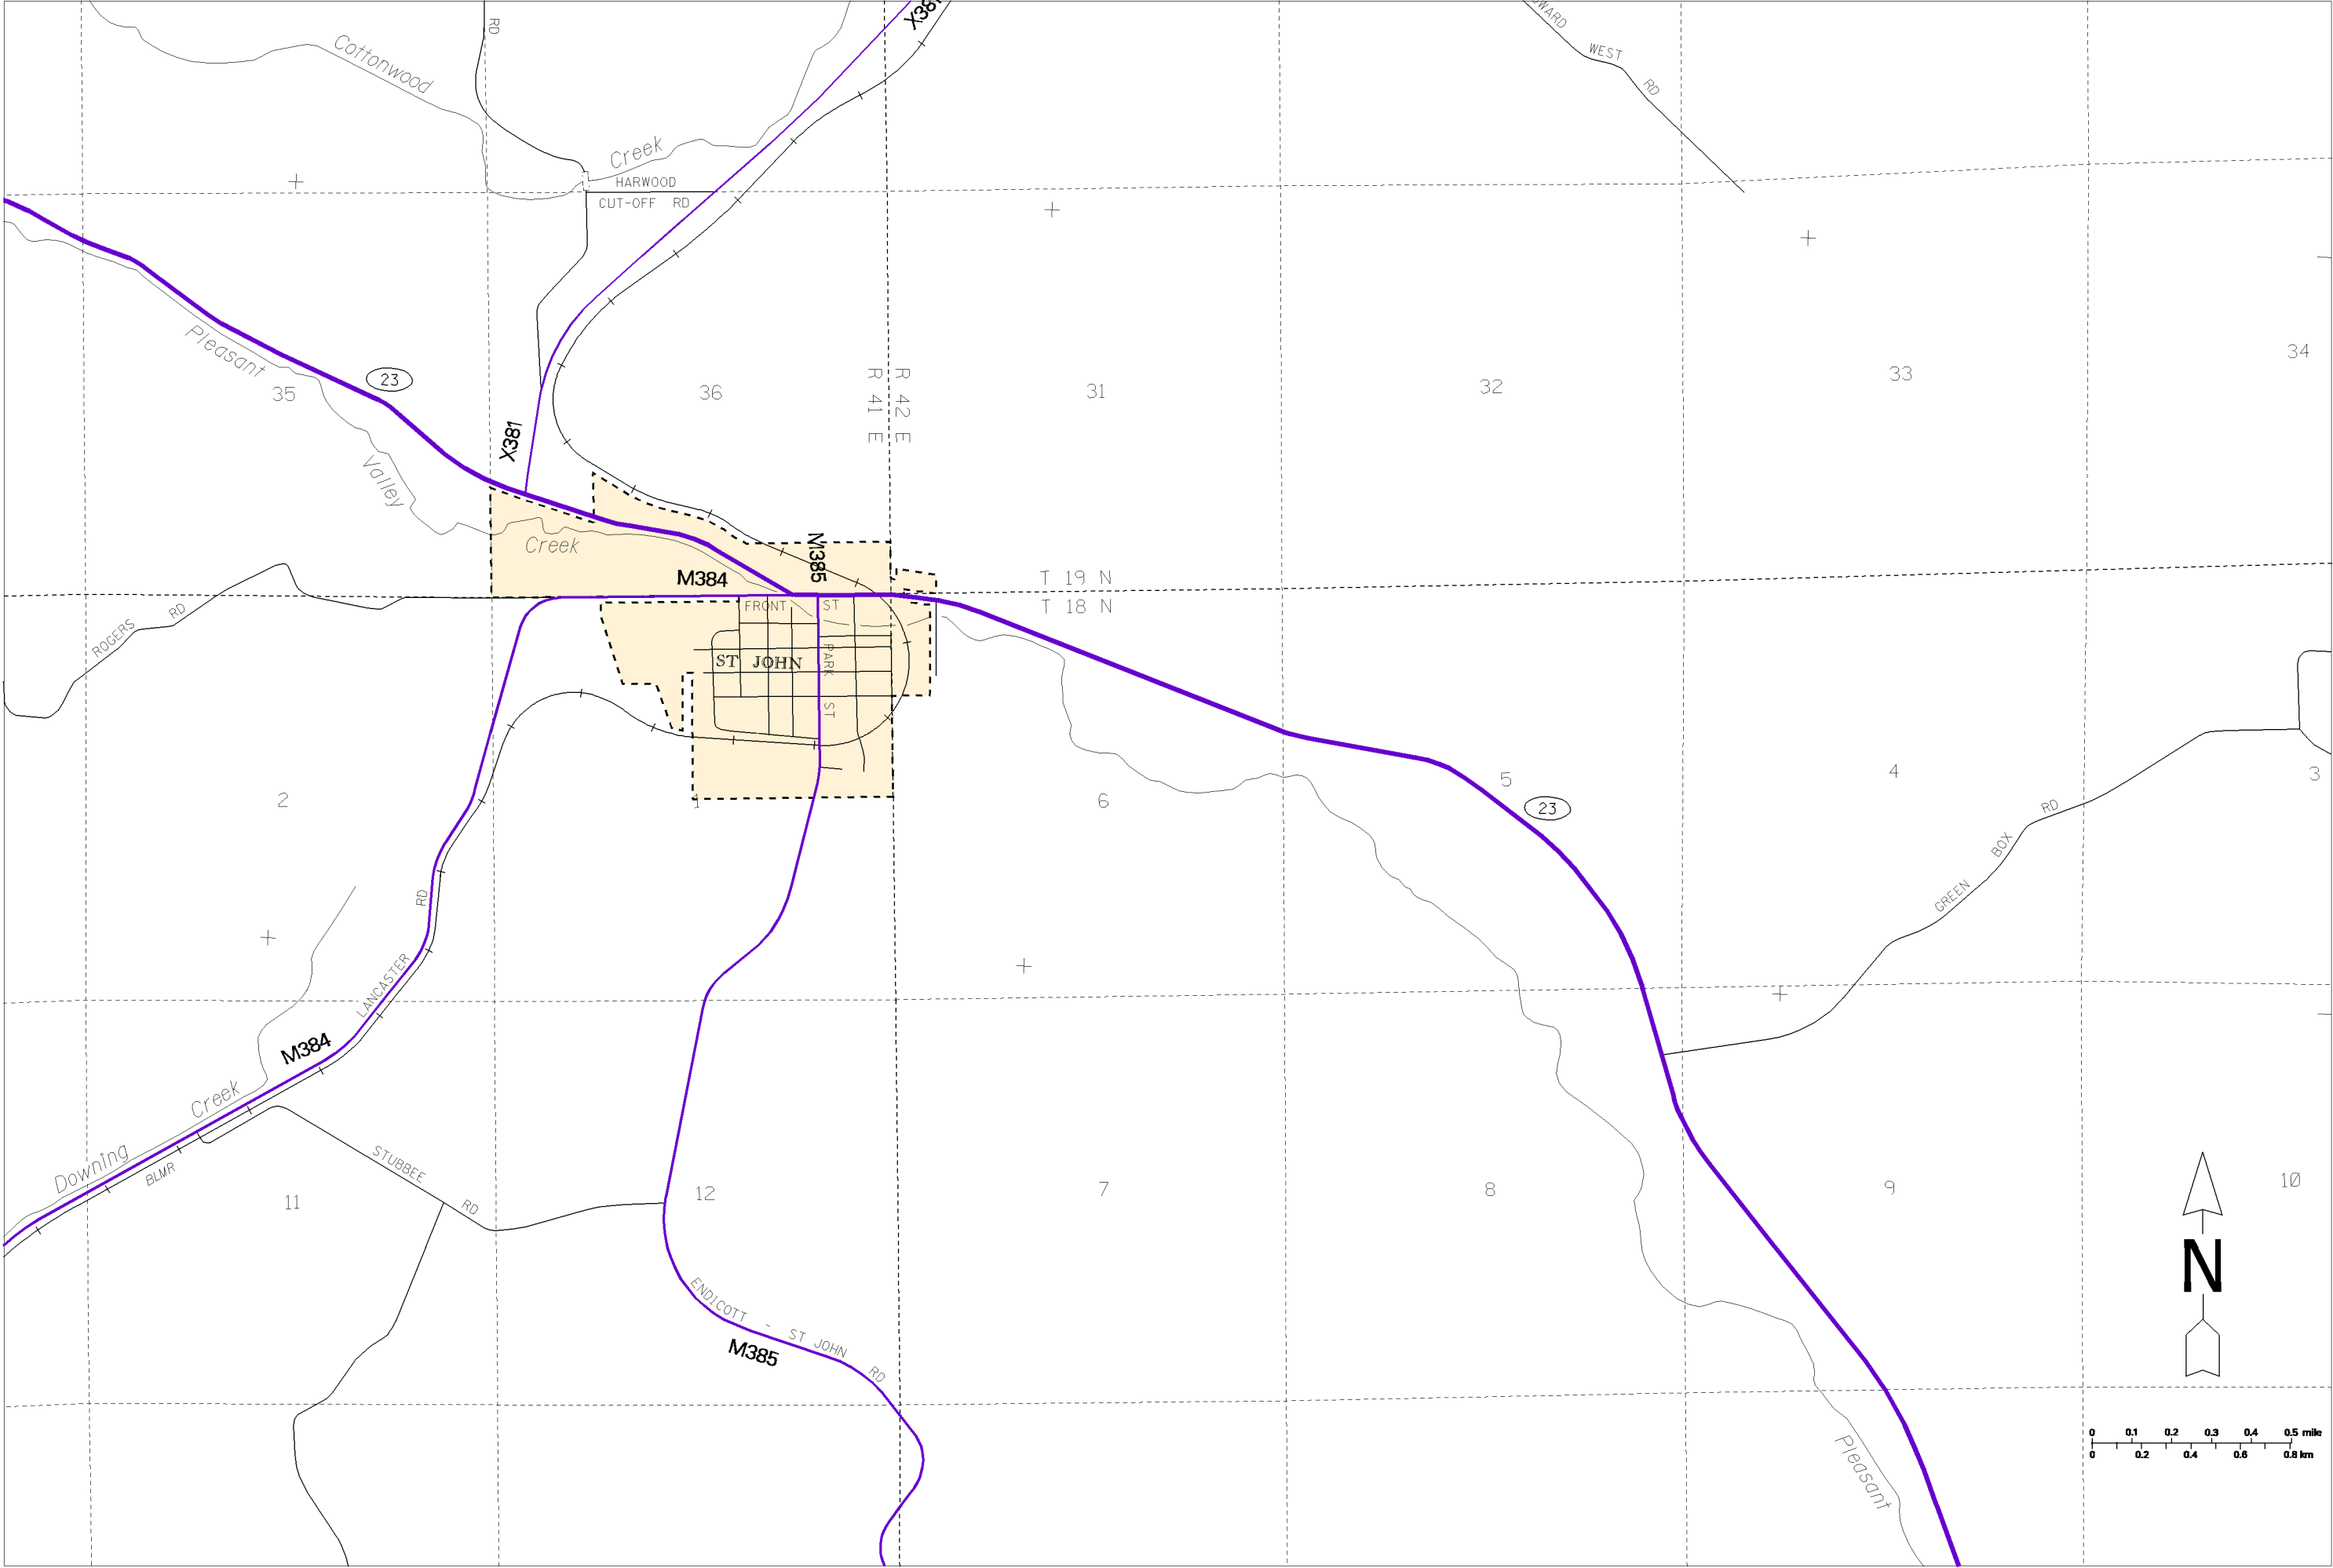 X381
WARD
WEST
RD
RD
Cottonwood
Creek
HARWOOD
CUT-OFF RD
Pleasant
Valley
Creek
23
35
36
31
32
33
34
R 41 E
R 42 E
X381
M385
M384
T 19 N
T 18 N
FRONT ST
ROGERS RD
ST JOHN
PARK ST
2
1
6
5
23
4
3
GREEN BOX RD
LANCASTER RD
M384
Downing Creek
BLMR
STUBBEE RD
11
12
7
8
9
10
ENDICOTT - ST JOHN RD
M385
Pleasant
N
0 0.1 0.2 0.3 0.4 0.5 mile
0 0.2 0.4 0.6 0.8 km